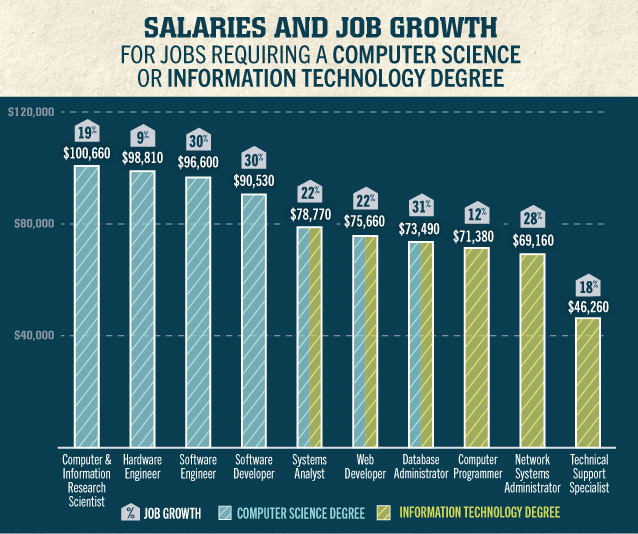 SALARIES AND JOB GROWTH
FOR JOBS REQUIRING A COMPUTER SCIENCE
OR INFORMATION TECHNOLOGY DEGREE
$120,000
$80,000
$40,000
19%
$100,660
9%
$98,810
30%
$96,600
30%
$90,530
22%
$78,770
22%
$75,660
31%
$73,490
12%
$71,380
28%
$69,160
18%
$46,260
Computer &
Information
Research
Scientist
Hardware
Engineer
Software
Engineer
Software
Developer
Systems
Analyst
Web
Developer
Database
Administrator
Computer
Programmer
Network
Systems
Administrator
Technical
Support
Specialist
% JOB GROWTH
COMPUTER SCIENCE DEGREE
INFORMATION TECHNOLOGY DEGREE